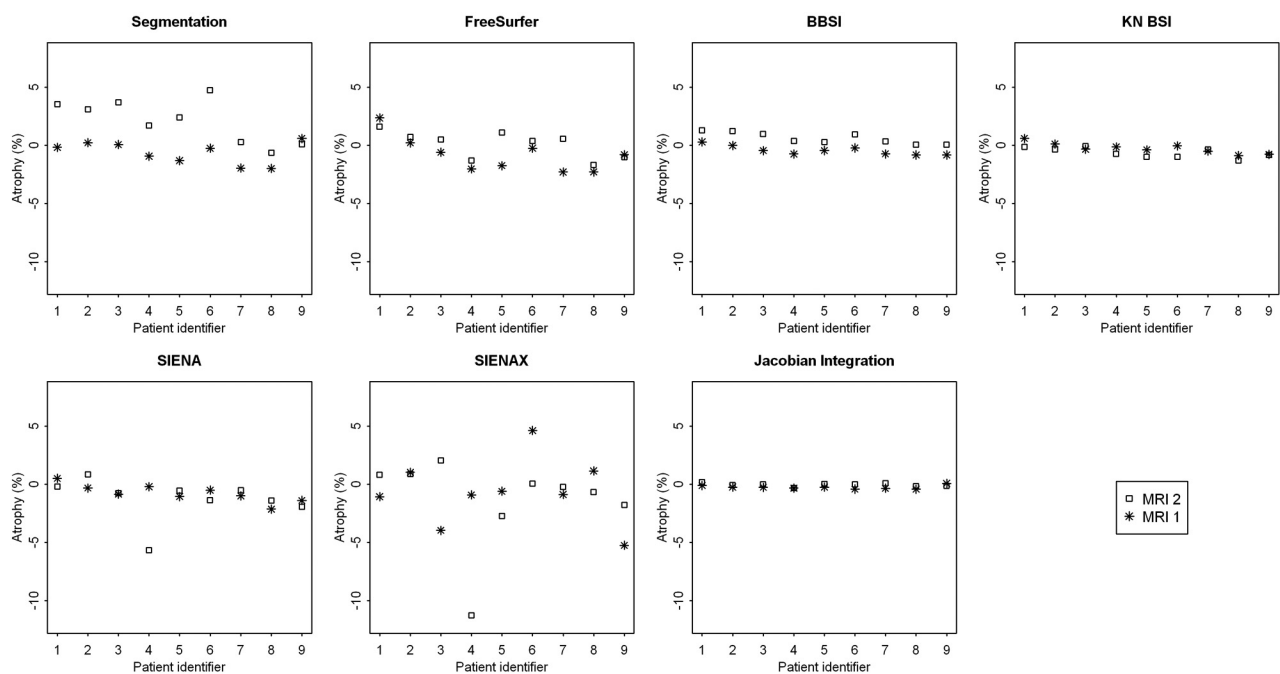 Segmentation
Atrophy (%)
5
0
-5
-10
1 2 3 4 5 6 7 8 9
Patient identifier
FreeSurfer
Atrophy (%)
5
0
-5
-10
1 2 3 4 5 6 7 8 9
Patient identifier
BBSI
Atrophy (%)
5
0
-5
-10
1 2 3 4 5 6 7 8 9
Patient identifier
KN BSI
Atrophy (%)
5
0
-5
-10
1 2 3 4 5 6 7 8 9
Patient identifier
SIENA
Atrophy (%)
5
0
-5
-10
1 2 3 4 5 6 7 8 9
Patient identifier
SIENAX
Atrophy (%)
5
0
-5
-10
1 2 3 4 5 6 7 8 9
Patient identifier
Jacobian Integration
Atrophy (%)
5
0
-5
-10
1 2 3 4 5 6 7 8 9
Patient identifier
MRI 2
MRI 1